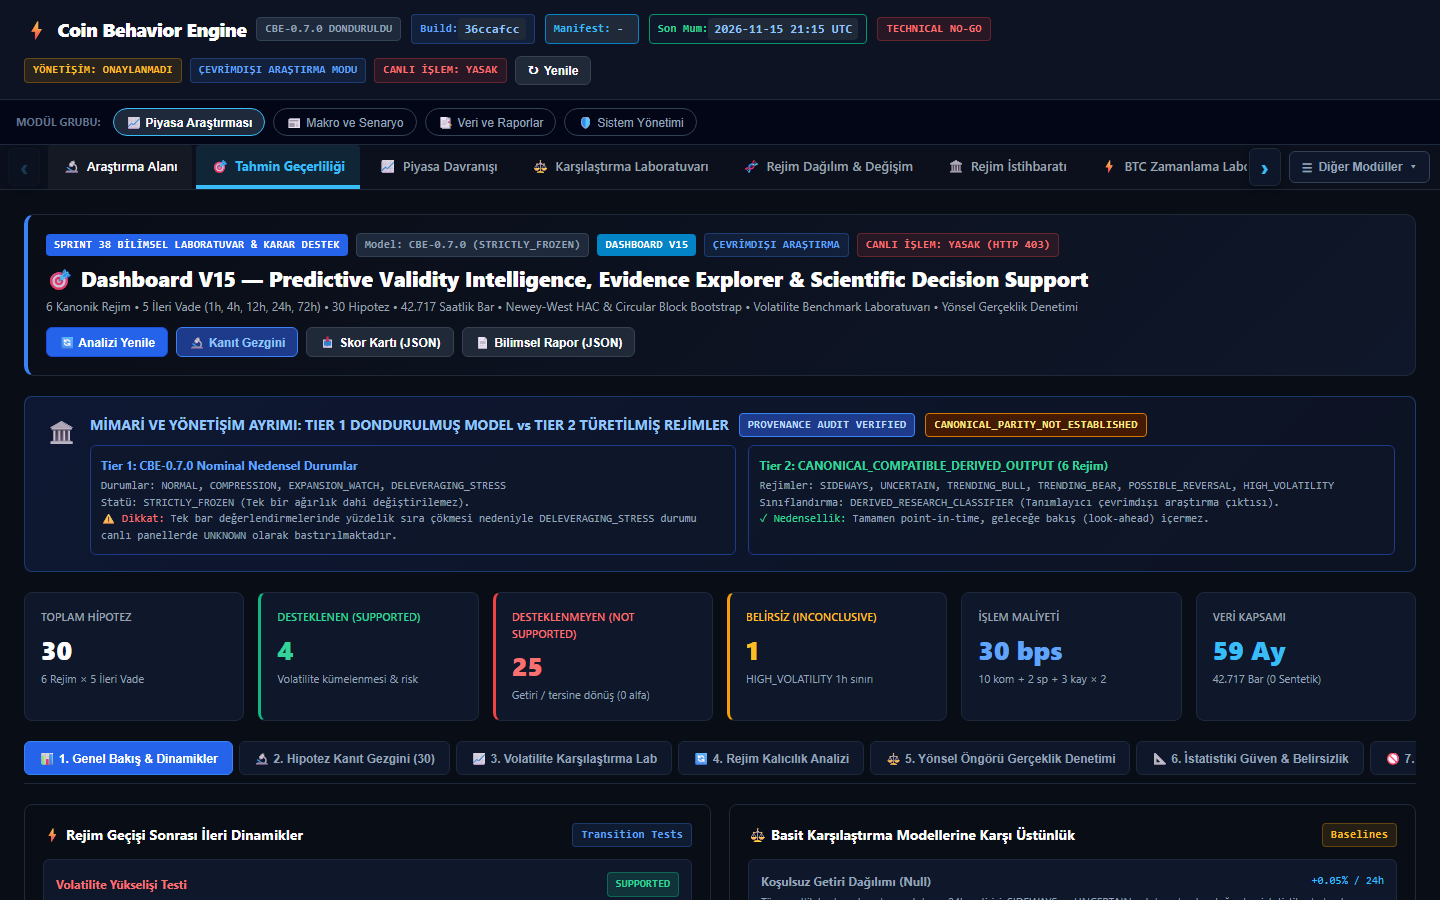 Coin Behavior Engine
CBE-0.7.0 DONDURULDU
Build: 36ccafcc
Manifest: -
Son Mum: 2026-11-15 21:15 UTC
TECHNICAL NO-GO
YÖNETİŞİM: ONAYLANMADI
ÇEVRİMDIŞI ARAŞTIRMA MODU
CANLI İŞLEM: YASAK
↻ Yenile
MODÜL GRUBU:
Piyasa Araştırması
Makro ve Senaryo
Veri ve Raporlar
Sistem Yönetimi
‹
Araştırma Alanı
Tahmin Geçerliliği
Piyasa Davranışı
Karşılaştırma Laboratuvarı
Rejim Dağılım & Değişim
Rejim İstihbaratı
BTC Zamanlama Labo
›
☰ Diğer Modüller ▾
SPRINT 38 BİLİMSEL LABORATUVAR & KARAR DESTEK
Model: CBE-0.7.0 (STRICTLY_FROZEN)
DASHBOARD V15
ÇEVRİMDIŞI ARAŞTIRMA
CANLI İŞLEM: YASAK (HTTP 403)
Dashboard V15 — Predictive Validity Intelligence, Evidence Explorer & Scientific Decision Support
6 Kanonik Rejim • 5 İleri Vade (1h, 4h, 12h, 24h, 72h) • 30 Hipotez • 42.717 Saatlik Bar • Newey-West HAC & Circular Block Bootstrap • Volatilite Benchmark Laboratuvarı • Yönsel Gerçeklik Denetimi
Analizi Yenile
Kanıt Gezgini
Skor Kartı (JSON)
Bilimsel Rapor (JSON)
MİMARİ VE YÖNETİŞİM AYRIMI: TIER 1 DONDURULMUŞ MODEL vs TIER 2 TÜRETİLMİŞ REJİMLER
PROVENANCE AUDIT VERIFIED
CANONICAL_PARITY_NOT_ESTABLISHED
Tier 1: CBE-0.7.0 Nominal Nedensel Durumlar
Durumlar: NORMAL, COMPRESSION, EXPANSION_WATCH, DELEVERAGING_STRESS
Statü: STRICTLY_FROZEN (Tek bir ağırlık dahi değiştirilemez).
⚠ Dikkat: Tek bar değerlendirmelerinde yüzdelik sıra çökmesi nedeniyle DELEVERAGING_STRESS durumu
canlı panellerde UNKNOWN olarak bastırılmaktadır.
Tier 2: CANONICAL_COMPATIBLE_DERIVED_OUTPUT (6 Rejim)
Rejimler: SIDEWAYS, UNCERTAIN, TRENDING_BULL, TRENDING_BEAR, POSSIBLE_REVERSAL, HIGH_VOLATILITY
Sınıflandırma: DERIVED_RESEARCH_CLASSIFIER (Tanımlayıcı çevrimdışı araştırma çıktısı).
✓ Nedensellik: Tamamen point-in-time, geleceğe bakış (look-ahead) içermez.
TOPLAM HİPOTEZ
30
6 Rejim × 5 İleri Vade
DESTEKLENEN (SUPPORTED)
4
Volatilite kümelenmesi & risk
DESTEKLENMEYEN (NOT
SUPPORTED)
25
Getiri / tersine dönüş (0 alfa)
BELİRSİZ (INCONCLUSIVE)
1
HIGH_VOLATILITY 1h sınırı
İŞLEM MALİYETİ
30 bps
10 kom + 2 sp + 3 kay × 2
VERİ KAPSAMI
59 Ay
42.717 Bar (0 Sentetik)
1. Genel Bakış & Dinamikler
2. Hipotez Kanıt Gezgini (30)
3. Volatilite Karşılaştırma Lab
4. Rejim Kalıcılık Analizi
5. Yönsel Öngörü Gerçeklik Denetimi
6. İstatistiki Güven & Belirsizlik
7.
Rejim Geçişi Sonrası İleri Dinamikler
Transition Tests
Volatilite Yükselişi Testi
SUPPORTED
Basit Karşılaştırma Modellerine Karşı Üstünlük
Baselines
Koşulsuz Getiri Dağılımı (Null)
+0.05% / 24h